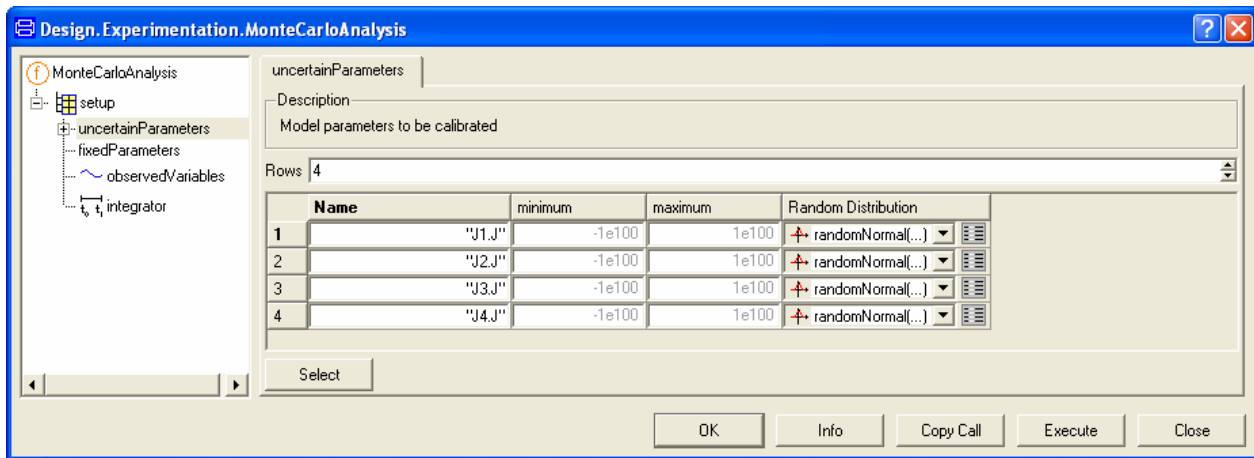 Design.Experimentation.MonteCarloAnalysis
MonteCarloAnalysis
setup
uncertainParameters
fixedParameters
observedVariables
integrator
uncertainParameters
Description
Model parameters to be calibrated
Rows 4
Name minimum maximum Random Distribution
1 "J1.J" -1e100 1e100 randomNormal(...)
2 "J2.J" -1e100 1e100 randomNormal(...)
3 "J3.J" -1e100 1e100 randomNormal(...)
4 "J4.J" -1e100 1e100 randomNormal(...)
Select
OK Info Copy Call Execute Close